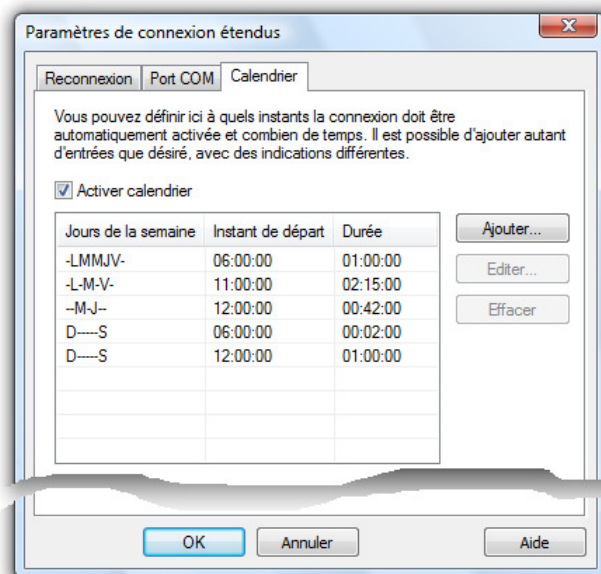 Paramètres de connexion étendus
Reconnexion Port COM Calendrier
Vous pouvez définir ici à quels instants la connexion doit être
automatiquement activée et combien de temps. Il est possible d'ajouter autant
d'entrées que désiré, avec des indications différentes.
Activer calendrier
Jours de la semaine Instant de départ Durée
-LMMJV- 06:00:00 01:00:00
-L-M-V- 11:00:00 02:15:00
--M-J-- 12:00:00 00:42:00
D-----S 06:00:00 00:02:00
D-----S 12:00:00 01:00:00
Ajouter...
Editer...
Effacer
OK Annuler Aide